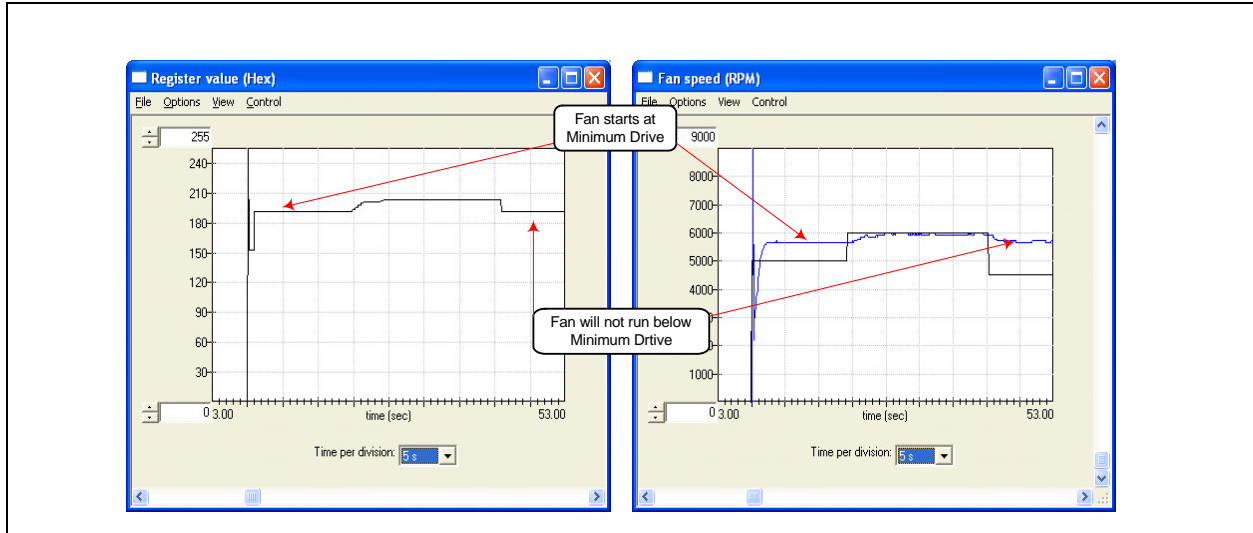 Register value (Hex)
File Options View Control
255
240
210
180
150
120
90
60
30
0 3.00 time (sec) 53.00
Time per division: 5 s
Fan starts at
Minimum Drive
Fan will not run below
Minimum Drtive
Fan speed (RPM)
File Options View Control
9000
8000
7000
6000
5000
4000
1000
0 3.00 time (sec) 53.00
Time per division: 5 s